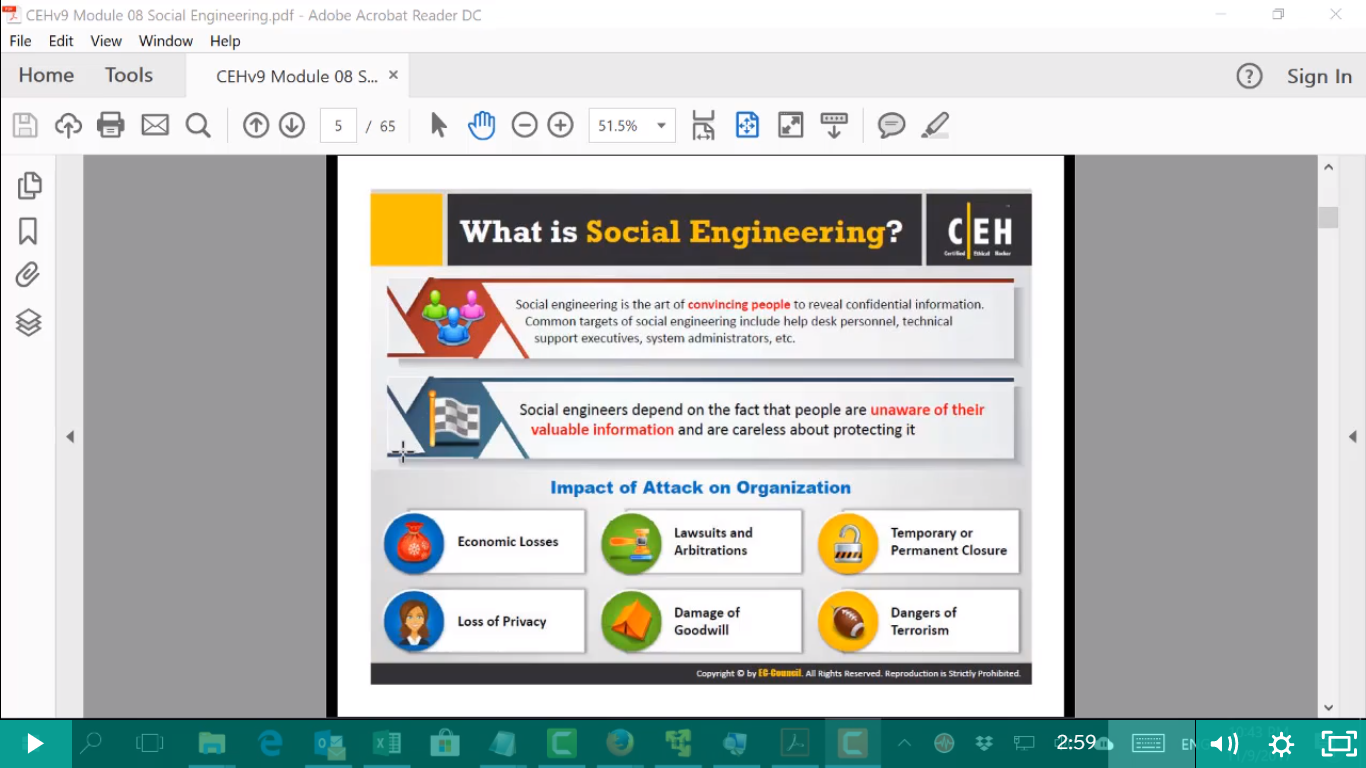 CEHv9 Module 08 Social Engineering.pdf - Adobe Acrobat Reader DC
File Edit View Window Help
Home Tools CEHv9 Module 08 S... × Sign In
5 / 65 51.5%
What is Social Engineering?
CEH
Certified Ethical Hacker
Social engineering is the art of convincing people to reveal confidential information.
Common targets of social engineering include help desk personnel, technical
support executives, system administrators, etc.
Social engineers depend on the fact that people are unaware of their
valuable information and are careless about protecting it
Impact of Attack on Organization
Economic Losses
Lawsuits and
Arbitrations
Temporary or
Permanent Closure
Loss of Privacy
Damage of
Goodwill
Dangers of
Terrorism
Copyright © by EC-Council. All Rights Reserved. Reproduction is Strictly Prohibited.
2:59